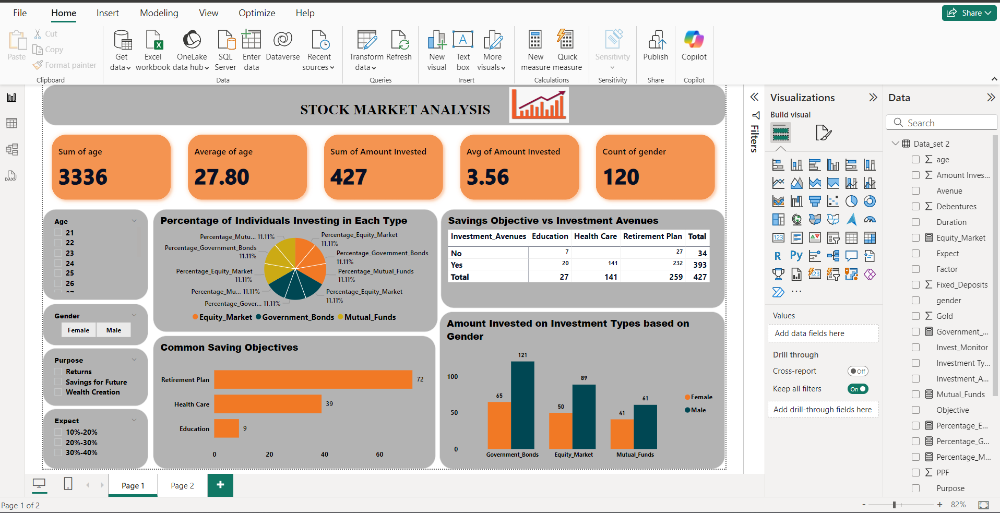 File Home Insert Modeling View Optimize Help Share
Paste
Cut
Copy
Format painter
Clipboard
Get data
Excel workbook
OneLake data hub
SQL Server
Enter data
Dataverse
Recent sources
Data
Transform data
Refresh
Queries
New visual
Text box
More visuals
Insert
New measure
Quick measure
Calculations
Sensitivity
Sensitivity
Publish
Share
Copilot
Copilot
DAX
STOCK MARKET ANALYSIS
Sum of age
3336
Average of age
27.80
Sum of Amount Invested
427
Avg of Amount Invested
3.56
Count of gender
120
Age
21
22
23
24
25
26
Gender
Female Male
Purpose
Returns
Savings for Future
Wealth Creation
Expect
10%-20%
20%-30%
30%-40%
Percentage of Individuals Investing in Each Type
Percentage_Mutu... 11.11%
Percentage_Equity_Market
11.11%
Percentage_Government_Bonds
11.11%
Percentage_Government_Bonds
11.11%
Percentage_Equity_Market
11.11%
Percentage_Mutual_Funds
11.11%
Percentage_Mu... 11.11%
Percentage_Equity_Market
11.11%
Percentage_Gover... 11.11%
Equity_Market Government_Bonds Mutual_Funds
Common Saving Objectives
Retirement Plan 72
Health Care 39
Education 9
0 20 40 60
Savings Objective vs Investment Avenues
Investment_Avenues Education Health Care Retirement Plan Total
No 7 27 34
Yes 20 141 232 393
Total 27 141 259 427
Amount Invested on Investment Types based on
Gender
121
100
89
65
61
50
50
41
0
Government_Bonds Equity_Market Mutual_Funds
Female
Male
Filters
Visualizations
Build visual
123
R Py
123
Values
Add data fields here
Drill through
Cross-report Off
Keep all filters On
Add drill-through fields here
Data
Search
Data_set 2
age
Amount Inves...
Avenue
Debentures
Duration
Equity_Market
Expect
Factor
Fixed_Deposits
gender
Gold
Government_...
Invest_Monitor
Investment Ty...
Investment_A...
Mutual_Funds
Objective
Percentage_E...
Percentage_G...
Percentage_M...
PPF
Purpose
Page 1 Page 2 +
Page 1 of 2
- + 82%